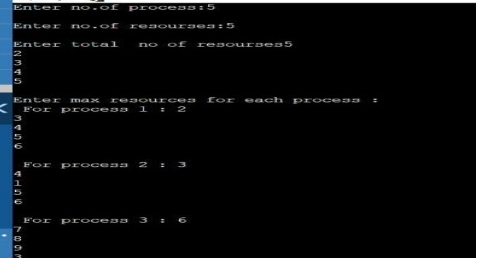 Enter no.of process:5
Enter no.of resourses:5
Enter total  no of resourses5
2
3
4
5
Enter max resources for each process :
For process 1 : 2
3
4
5
6
For process 2 : 3
4
1
5
6
For process 3 : 6
7
8
9
3